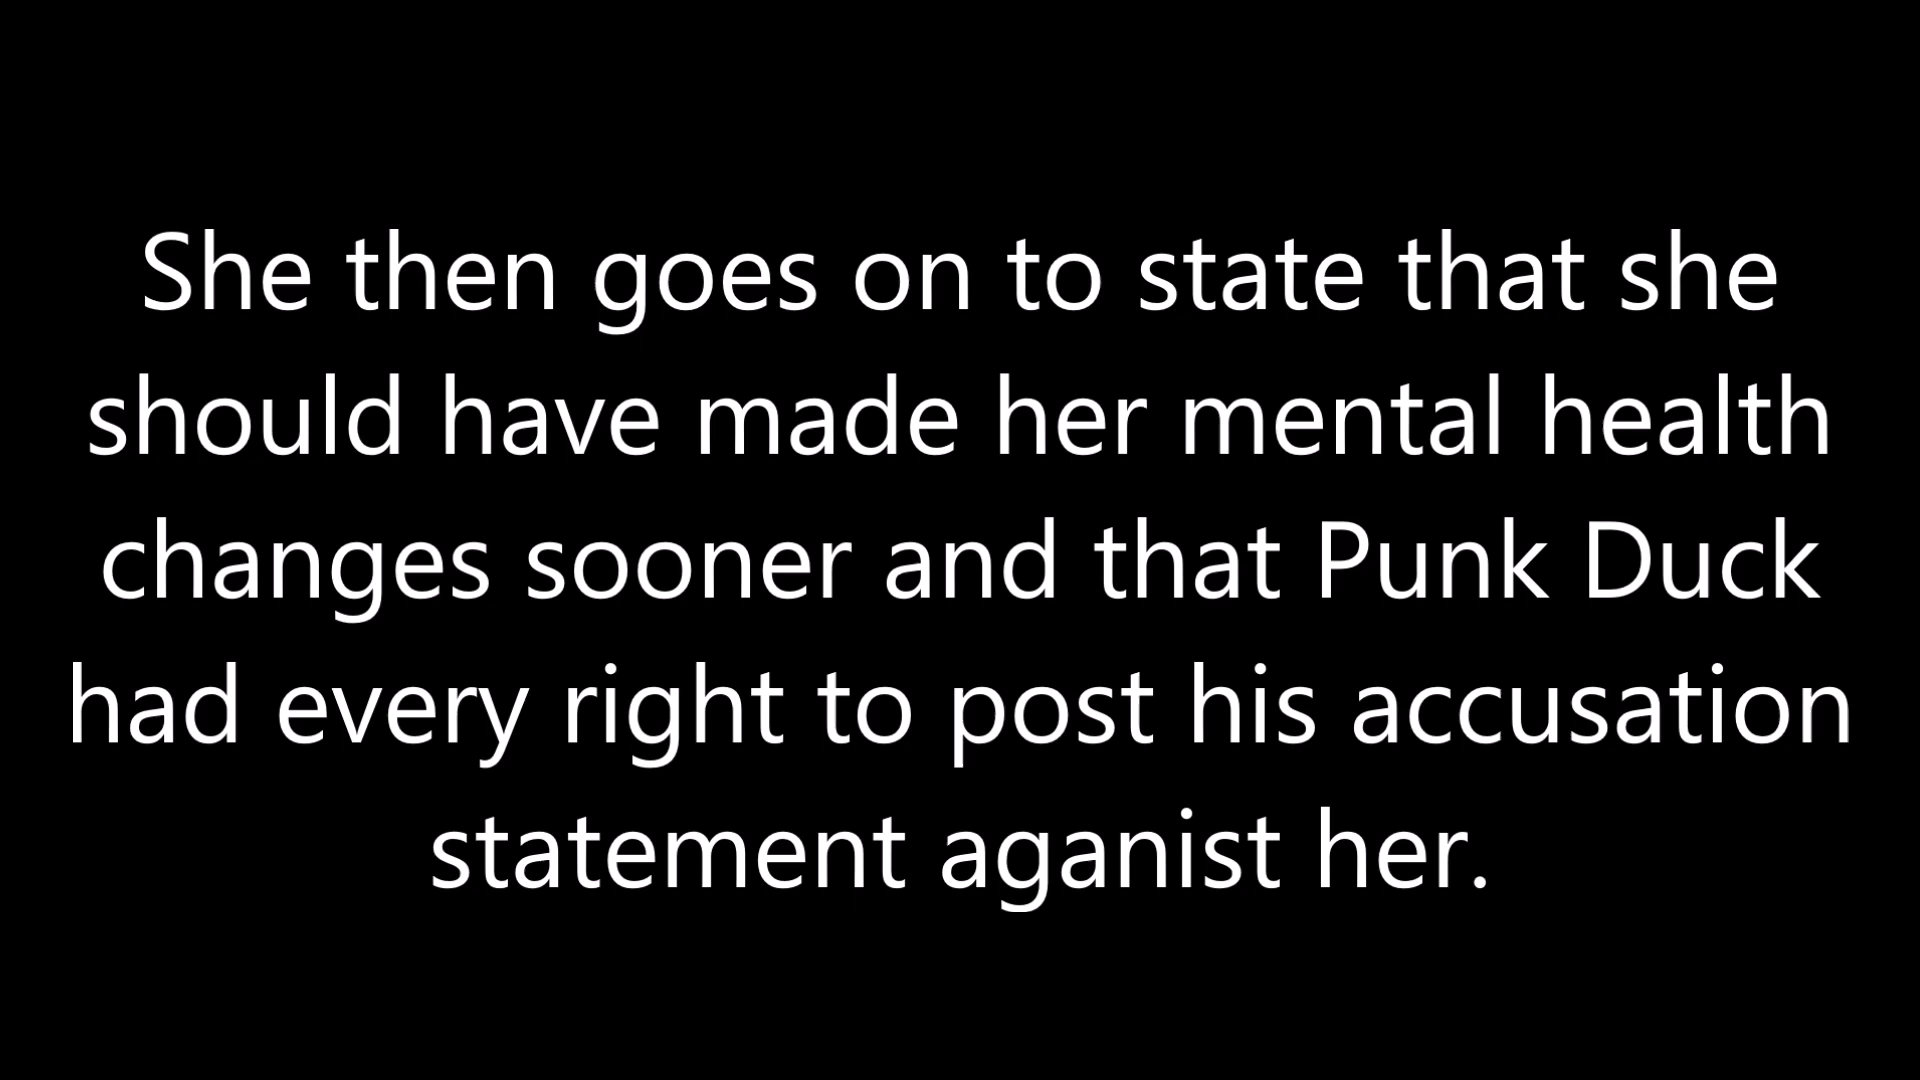 She then goes on to state that she
should have made her mental health
changes sooner and that Punk Duck
had every right to post his accusation
statement aganist her.